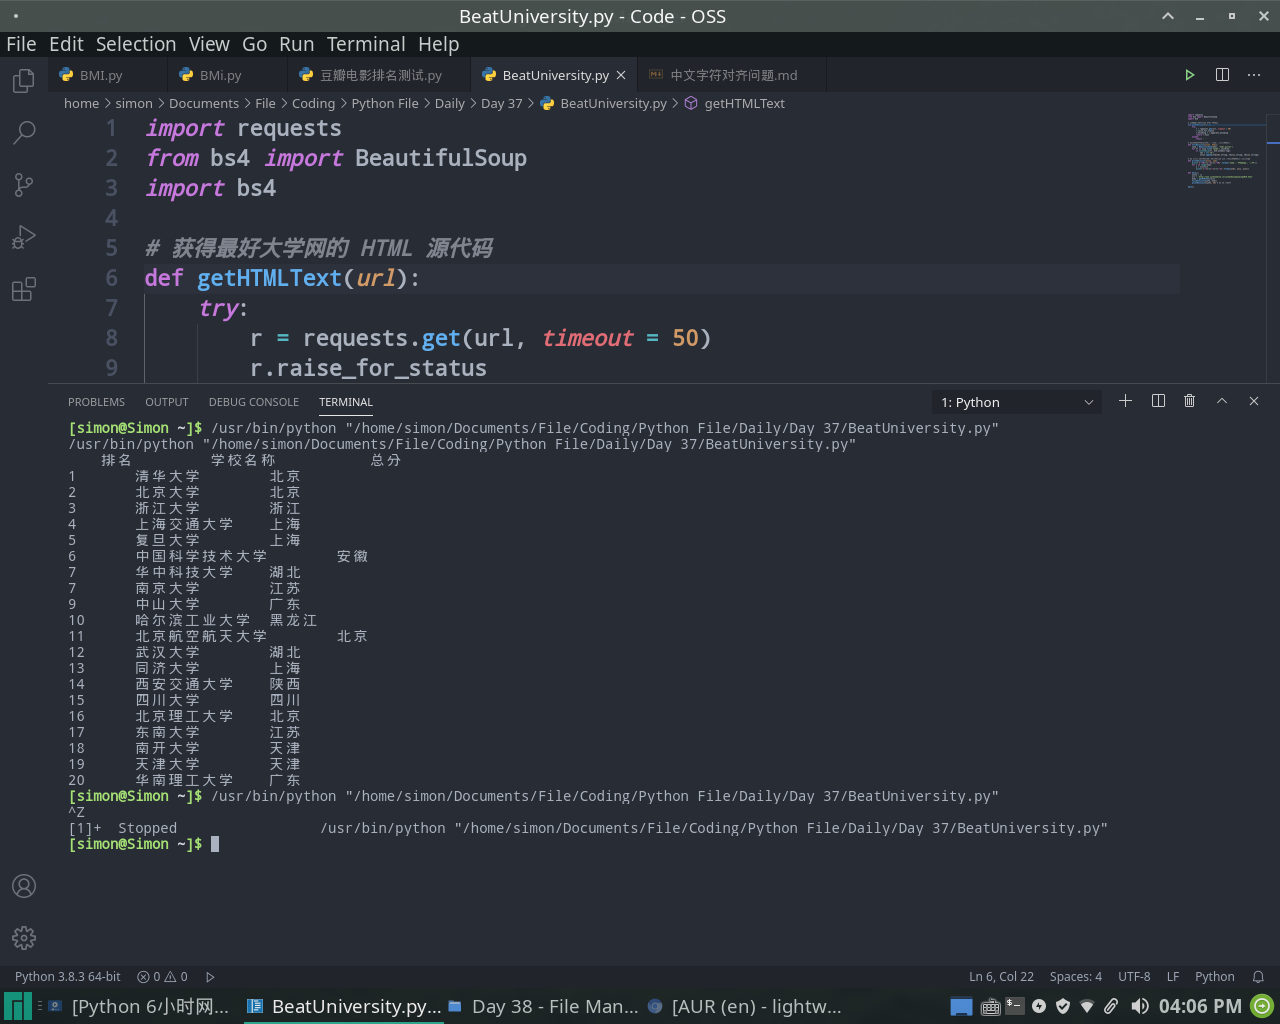 BeatUniversity.py - Code - OSS
File Edit Selection View Go Run Terminal Help
BMI.py BMi.py 豆瓣电影排名测试.py BeatUniversity.py 中文字符对齐问题.md
home > simon > Documents > File > Coding > Python File > Daily > Day 37 > BeatUniversity.py > getHTMLText
1 import requests
2 from bs4 import BeautifulSoup
3 import bs4
4
5 # 获得最好大学网的 HTML 源代码
6 def getHTMLText(url):
7 try:
8 r = requests.get(url, timeout = 50)
9 r.raise_for_status
PROBLEMS OUTPUT DEBUG CONSOLE TERMINAL 1: Python
[simon@Simon ~]$ /usr/bin/python "/home/simon/Documents/File/Coding/Python File/Daily/Day 37/BeatUniversity.py"
/usr/bin/python "/home/simon/Documents/File/Coding/Python File/Daily/Day 37/BeatUniversity.py"
排名 学校名称 总分
1 清华大学 北京
2 北京大学 北京
3 浙江大学 浙江
4 上海交通大学 上海
5 复旦大学 上海
6 中国科学技术大学 安徽
7 华中科技大学 湖北
7 南京大学 江苏
9 中山大学 广东
10 哈尔滨工业大学 黑龙江
11 北京航空航天大学 北京
12 武汉大学 湖北
13 同济大学 上海
14 西安交通大学 陕西
15 四川大学 四川
16 北京理工大学 北京
17 东南大学 江苏
18 南开大学 天津
19 天津大学 天津
20 华南理工大学 广东
[simon@Simon ~]$ /usr/bin/python "/home/simon/Documents/File/Coding/Python File/Daily/Day 37/BeatUniversity.py"
^Z
[1]+ Stopped /usr/bin/python "/home/simon/Documents/File/Coding/Python File/Daily/Day 37/BeatUniversity.py"
[simon@Simon ~]$
Python 3.8.3 64-bit 0 0 Ln 6, Col 22 Spaces: 4 UTF-8 LF Python
[Python 6小时网... BeatUniversity.py... Day 38 - File Man... [AUR (en) - lightw... 04:06 PM